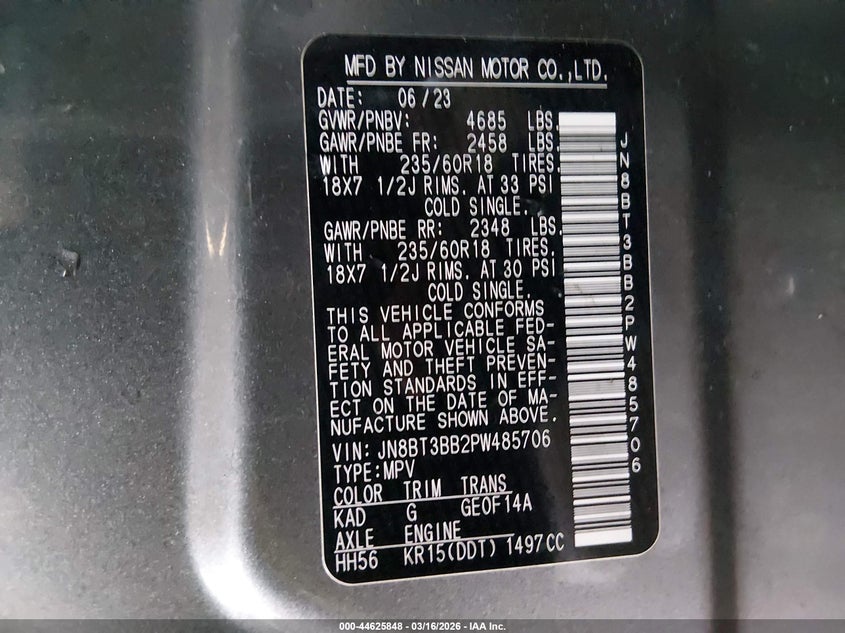 MFD BY NISSAN MOTOR CO.,LTD.
DATE: 06/23
GVWR/PNBV: 4685 LBS.
GAWR/PNBE FR: 2458 LBS.
WITH 235/60R18 TIRES.
18X7 1/2J RIMS. AT 33 PSI
COLD SINGLE.
GAWR/PNBE RR: 2348 LBS.
WITH 235/60R18 TIRES.
18X7 1/2J RIMS. AT 30 PSI
COLD SINGLE.
THIS VEHICLE CONFORMS
TO ALL APPLICABLE FED-
ERAL MOTOR VEHICLE SA-
FETY AND THEFT PREVEN-
TION STANDARDS IN EFF-
ECT ON THE DATE OF MA-
NUFACTURE SHOWN ABOVE.
VIN: JN8BT3BB2PW485706
TYPE:MPV
COLOR TRIM TRANS
KAD G GE0F14A
AXLE ENGINE
HH56 KR15(DDT) 1497CC
JN8BT3BB2PW485706
000-44625848 - 03/16/2026 - IAA Inc.